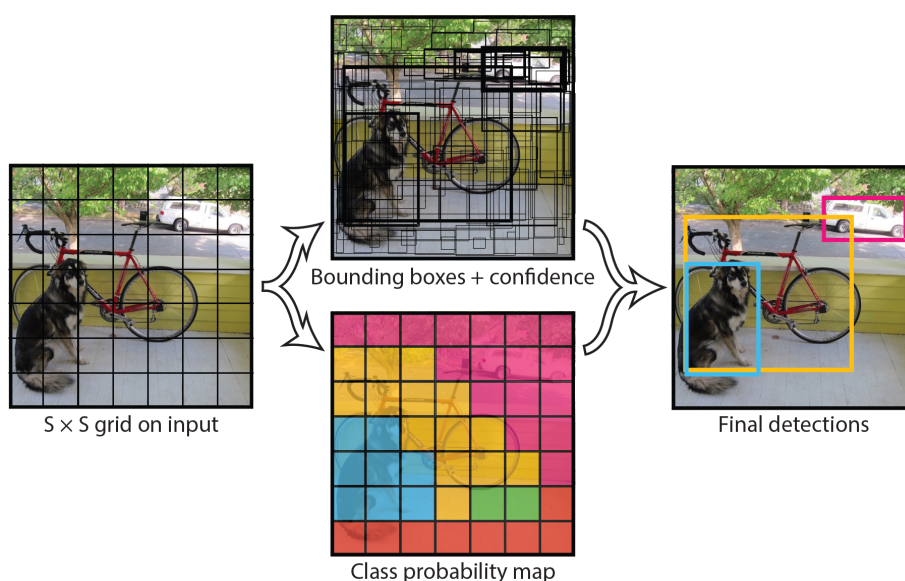 Bounding boxes + confidence
S × S grid on input
Final detections
Class probability map